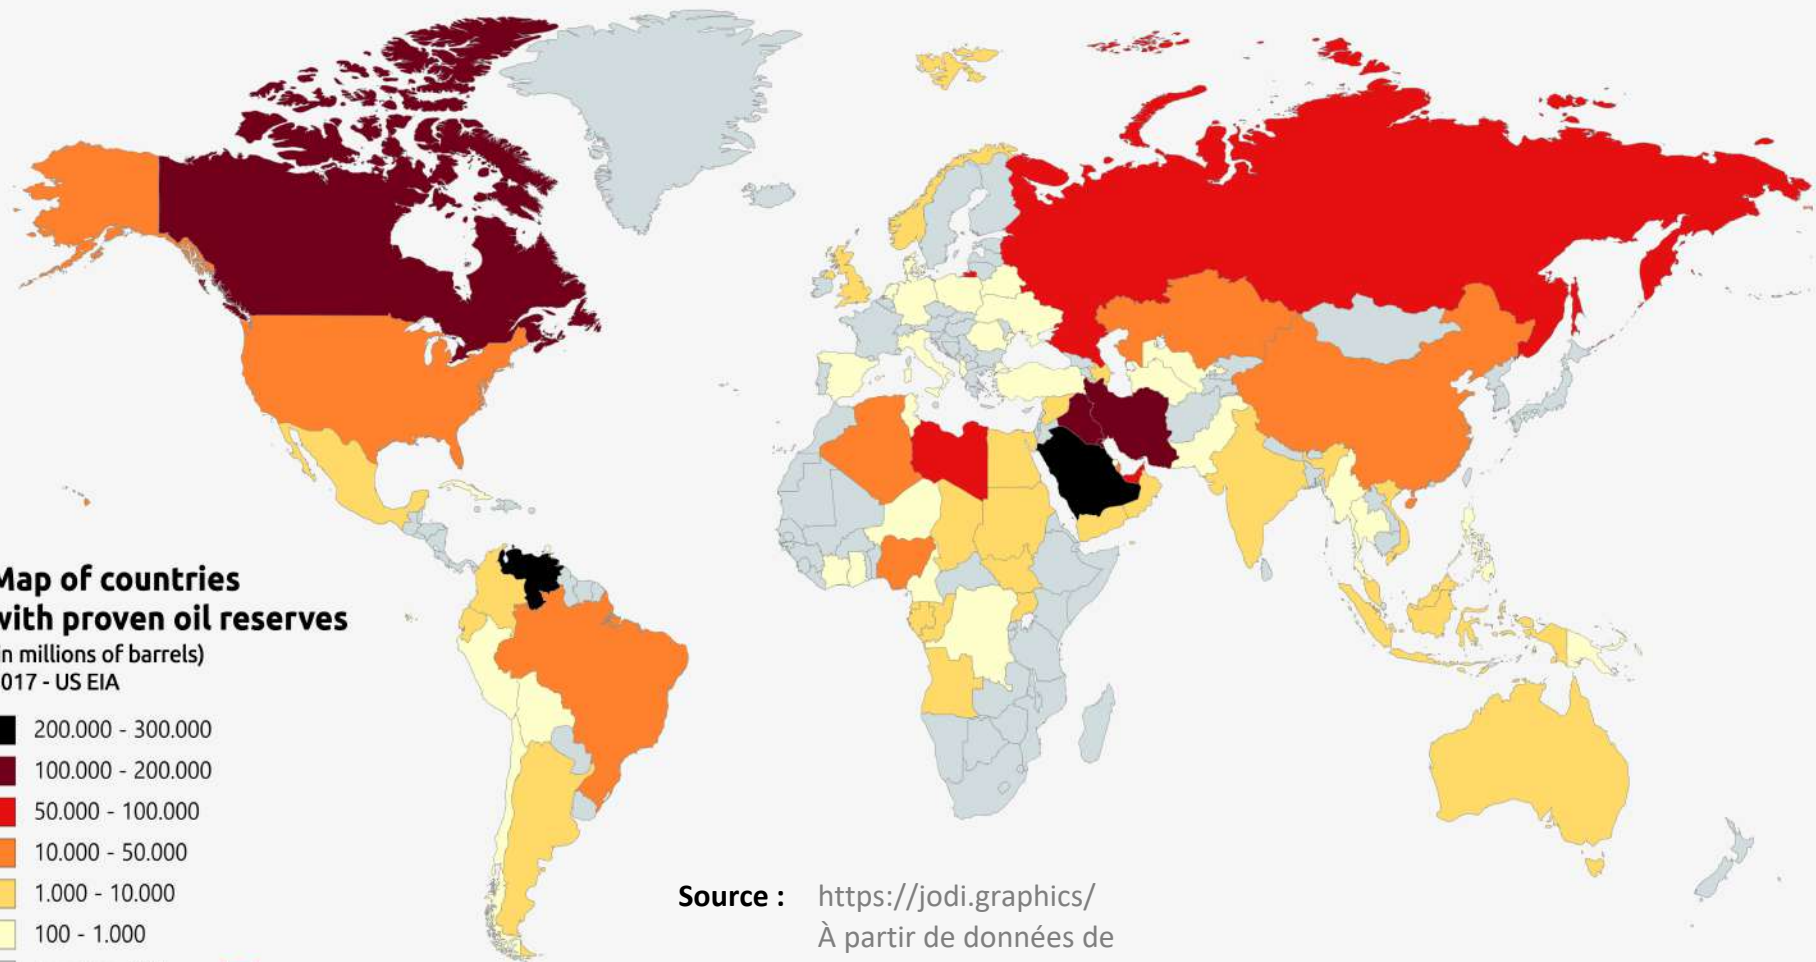 Map of countries
with proven oil reserves
in millions of barrels)
2017 - US EIA
200.000 - 300.000
100.000 - 200.000
50.000 - 100.000
10.000 - 50.000
1.000 - 10.000
100 - 1.000
Source : https://jodi.graphics/
À partir de données de